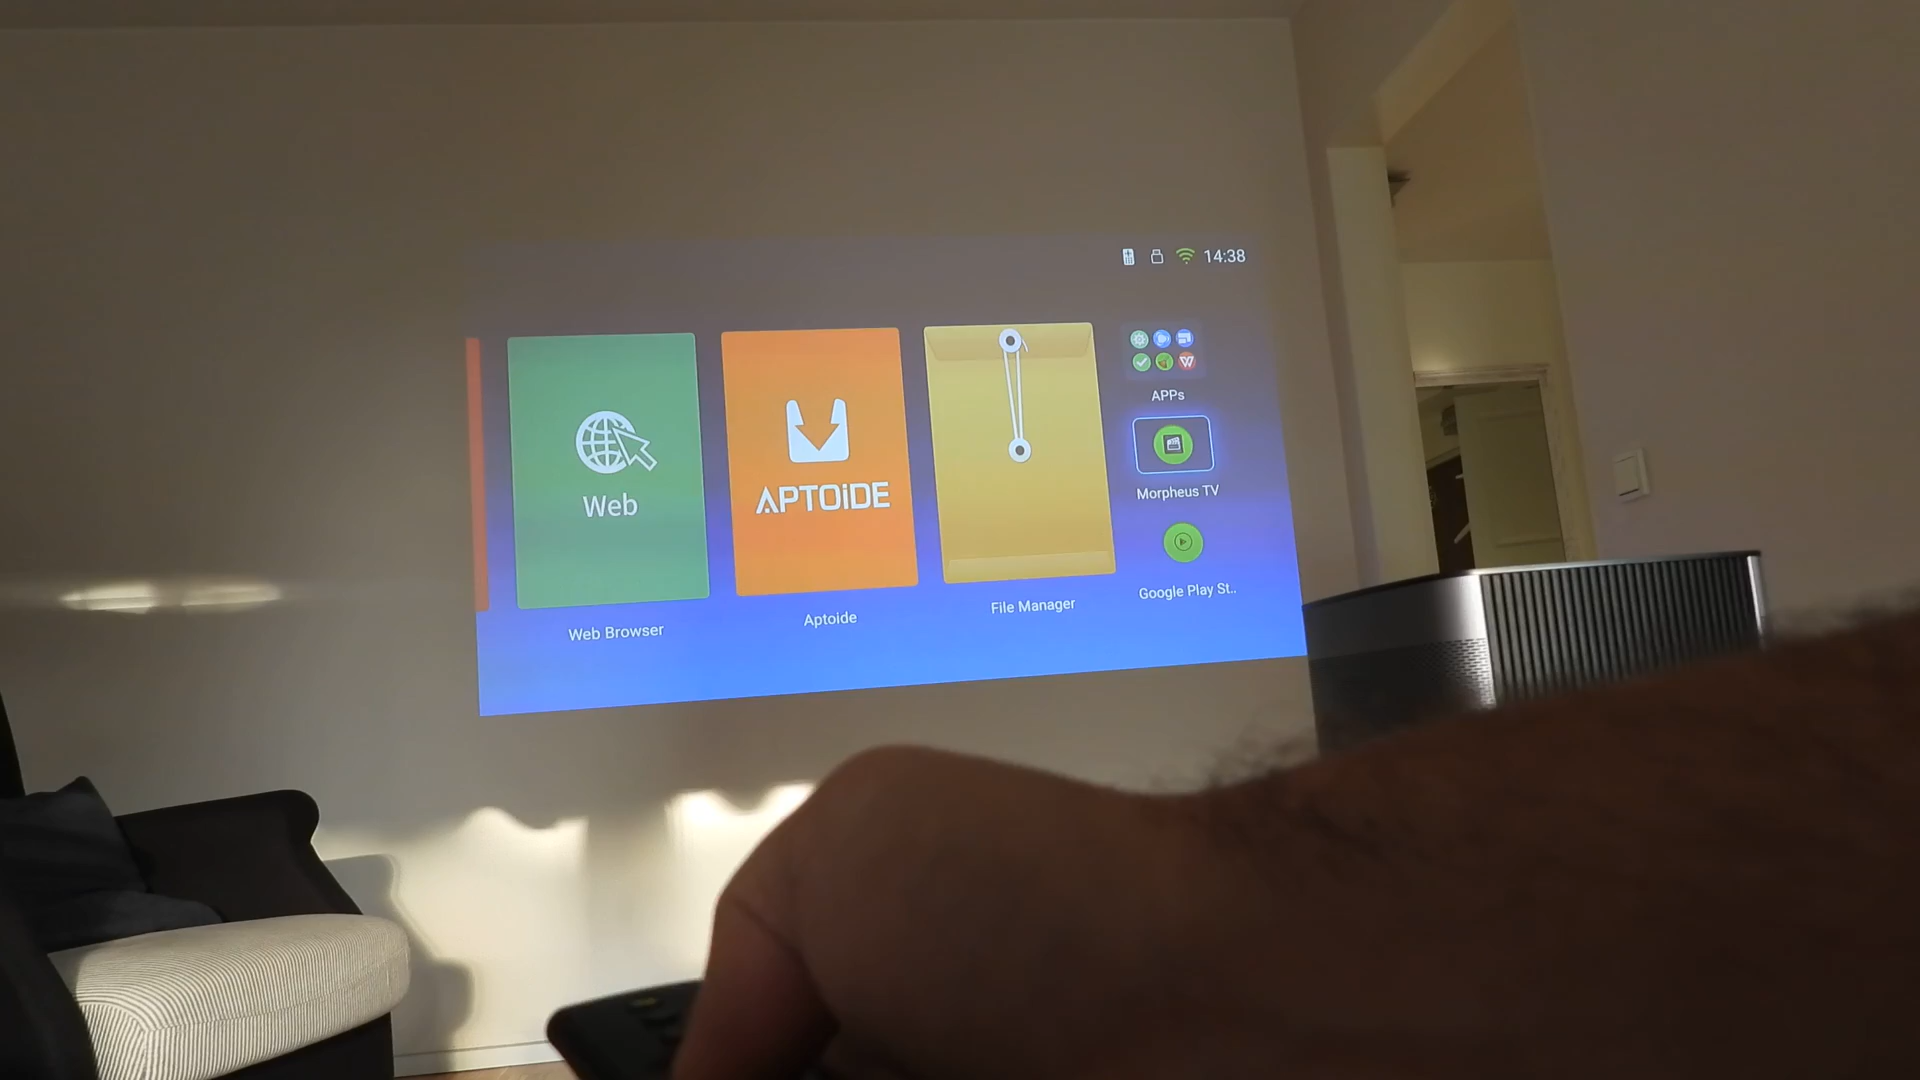 14:38
Web
APTOiDE
APPs
Morpheus TV
Google Play St..
Web Browser
Aptoide
File Manager